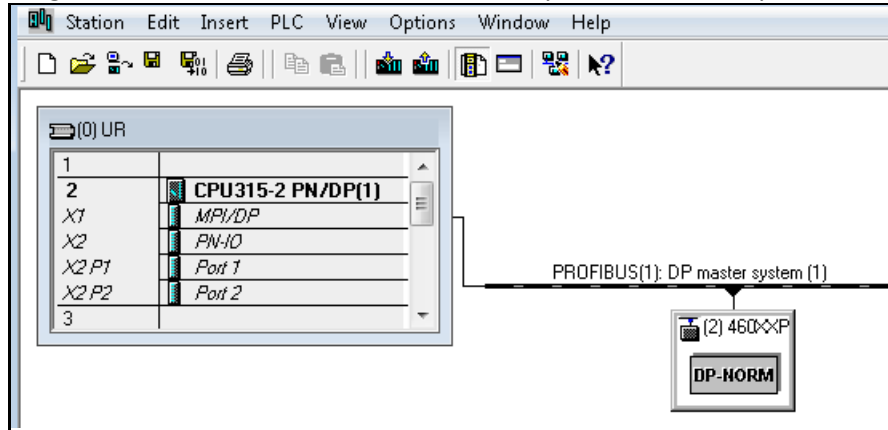 Station Edit Insert PLC View Options Window Help
(0) UR
1
2 CPU315-2 PN/DP(1)
X1 MPI/DP
X2 PN-IO
X2 P1 Port 1
X2 P2 Port 2
3
PROFIBUS(1): DP master system (1)
(2) 460XXP
DP-NORM